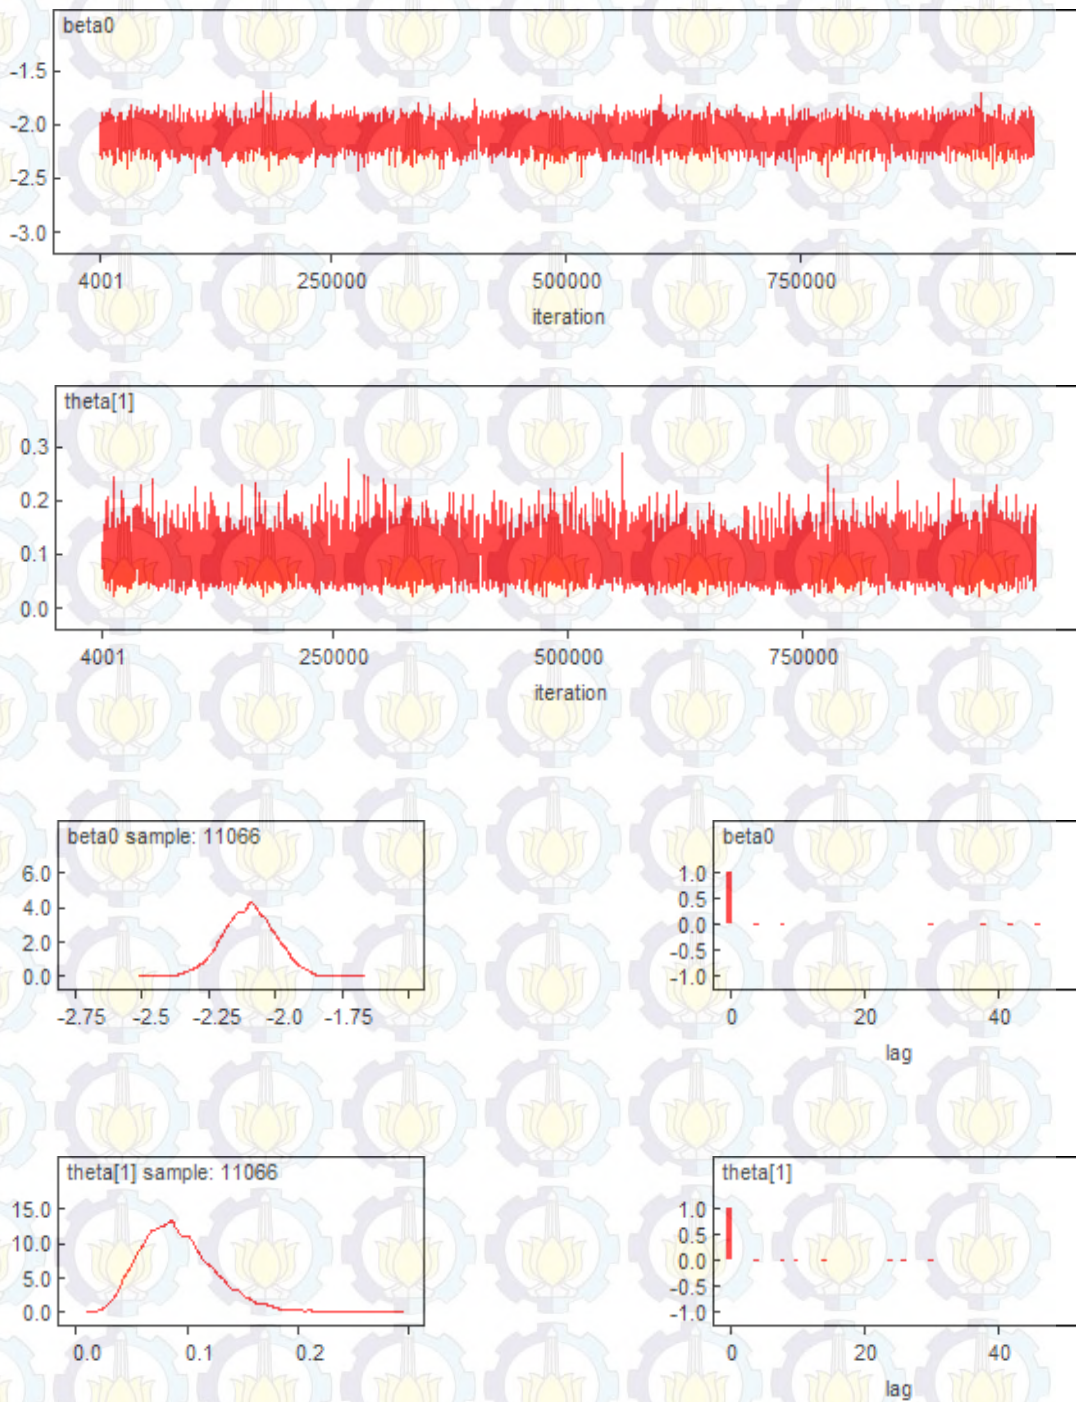 beta0
-1.5
-2.0
-2.5
-3.0
4001 250000 500000 750000
iteration
theta[1]
0.3
0.2
0.1
0.0
4001 250000 500000 750000
iteration
beta0 sample: 11066
6.0
4.0
2.0
0.0
-2.75 -2.5 -2.25 -2.0 -1.75
beta0
1.0
0.5
0.0
-0.5
-1.0
0 20 40
lag
theta[1] sample: 11066
15.0
10.0
5.0
0.0
0.0 0.1 0.2
theta[1]
1.0
0.5
0.0
-0.5
-1.0
0 20 40
lag